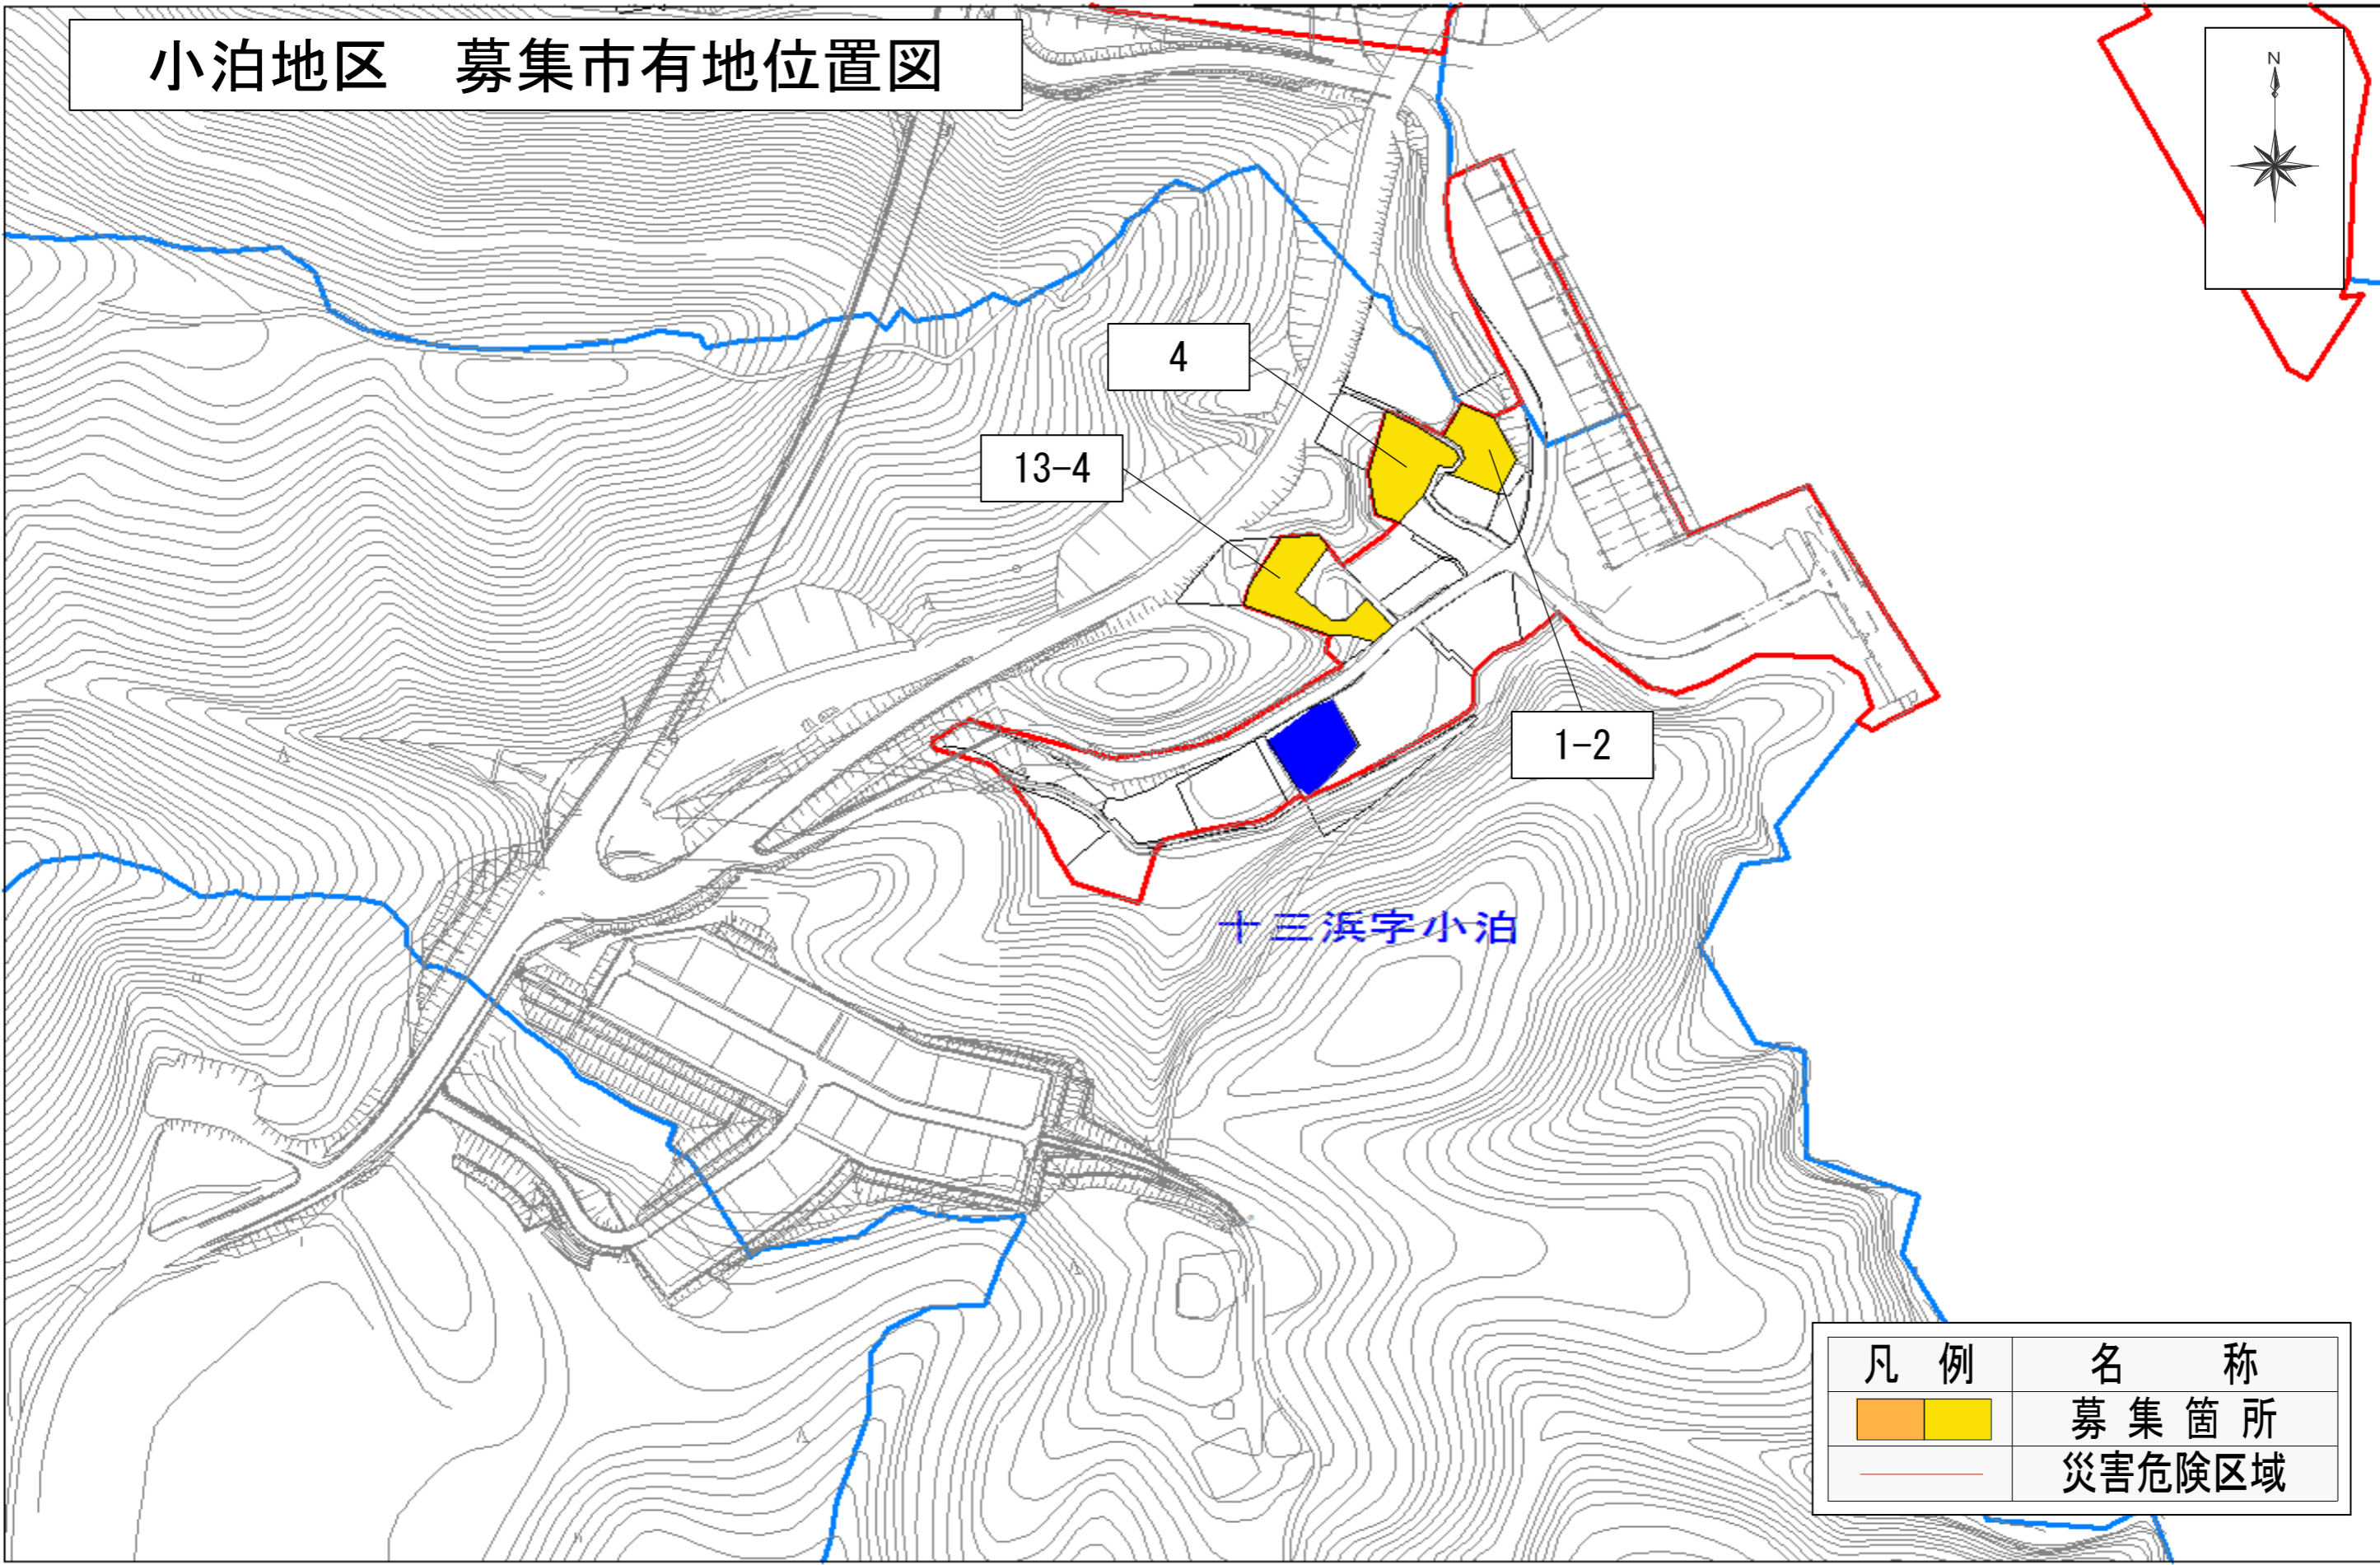 小泊地区　募集市有地位置図
N
4
13-4
1-2
十三浜字小泊
凡　例
名　称
募集箇所
災害危険区域